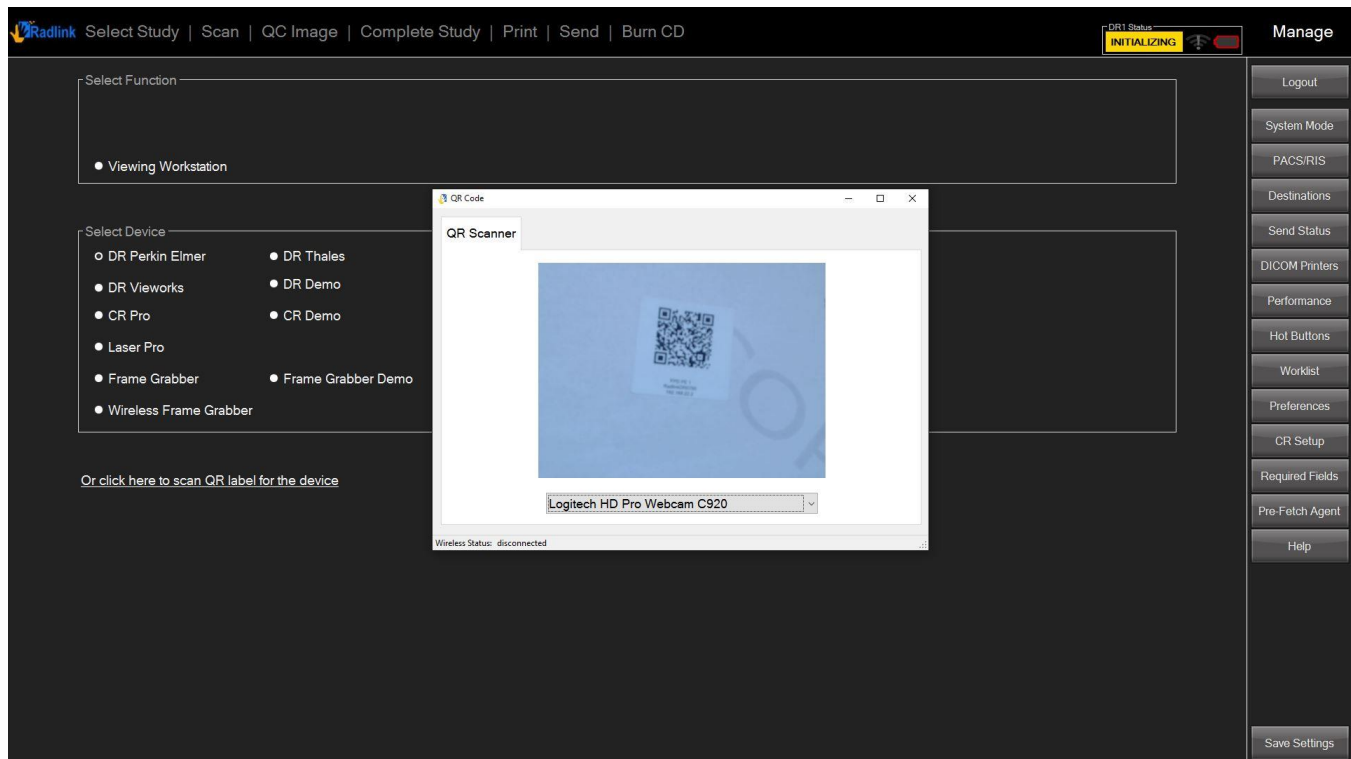 Radlink Select Study | Scan | QC Image | Complete Study | Print | Send | Burn CD
DR1 Status
INITIALIZING
Manage
Logout
System Mode
PACS/RIS
Destinations
Send Status
DICOM Printers
Performance
Hot Buttons
Worklist
Preferences
CR Setup
Required Fields
Pre-Fetch Agent
Help
Save Settings
Select Function
Viewing Workstation
Select Device
DR Perkin Elmer
DR Thales
DR Vieworks
DR Demo
CR Pro
CR Demo
Laser Pro
Frame Grabber
Frame Grabber Demo
Wireless Frame Grabber
Or click here to scan QR label for the device
QR Code
QR Scanner
Logitech HD Pro Webcam C920
Wireless Status: disconnected